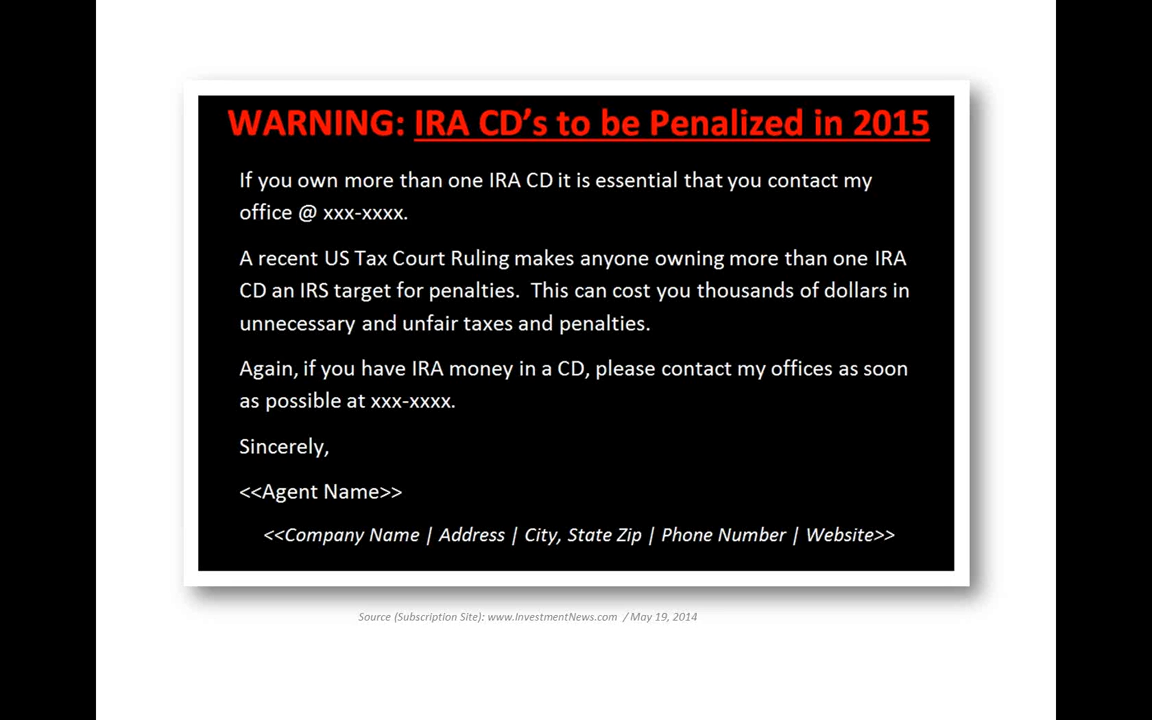 WARNING: IRA CD’s to be Penalized in 2015
If you own more than one IRA CD it is essential that you contact my
office @ xxx-xxxx.
A recent US Tax Court Ruling makes anyone owning more than one IRA
CD an IRS target for penalties.  This can cost you thousands of dollars in
unnecessary and unfair taxes and penalties.
Again, if you have IRA money in a CD, please contact my offices as soon
as possible at xxx-xxxx.
Sincerely,
<<Agent Name>>
<<Company Name | Address | City, State Zip | Phone Number | Website>>
Source (Subscription Site): www.InvestmentNews.com  / May 19, 2014